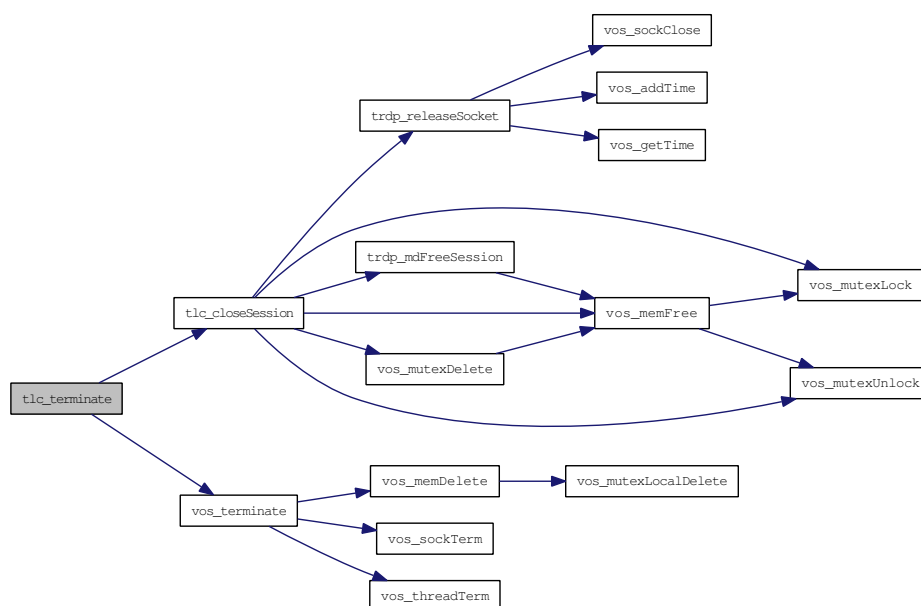 vos_sockClose
vos_addTime
trdp_releaseSocket
vos_getTime
trdp_mdFreeSession
vos_mutexLock
tlc_closeSession
vos_memFree
vos_mutexDelete
vos_mutexUnlock
tlc_terminate
vos_memDelete
vos_mutexLocalDelete
vos_terminate
vos_sockTerm
vos_threadTerm